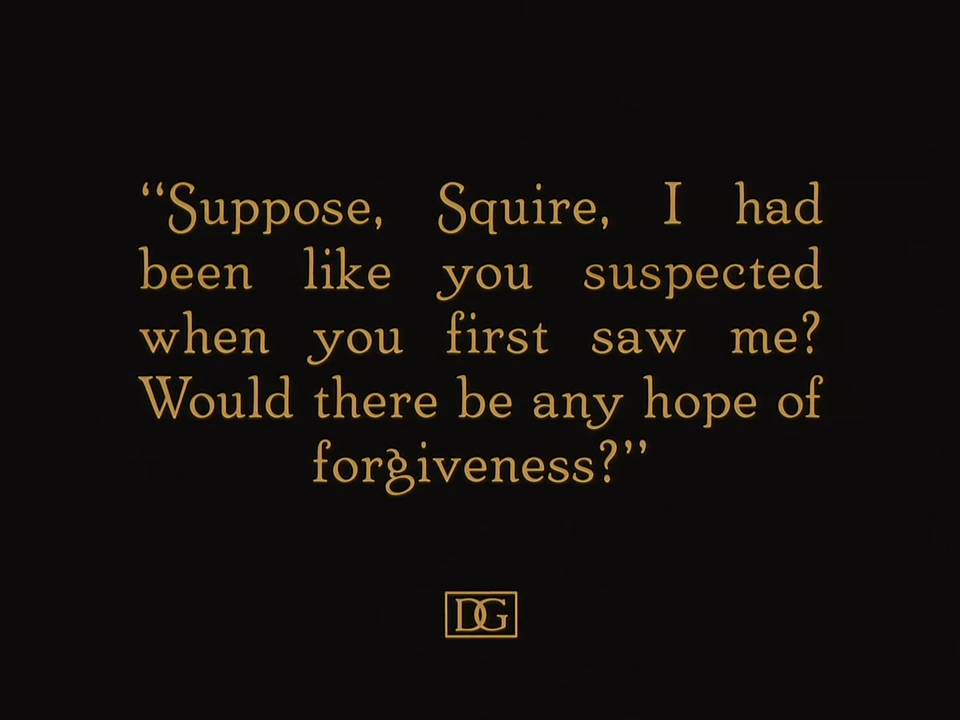 “Suppose, Squire, I had
been like you suspected
when you first saw me?
Would there be any hope of
forgiveness?”
DG